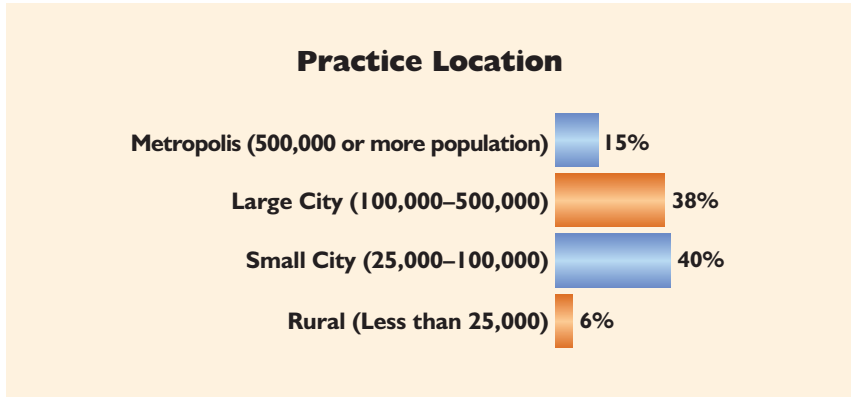 Practice Location
Metropolis (500,000 or more population) 15%
Large City (100,000–500,000) 38%
Small City (25,000–100,000) 40%
Rural (Less than 25,000) 6%